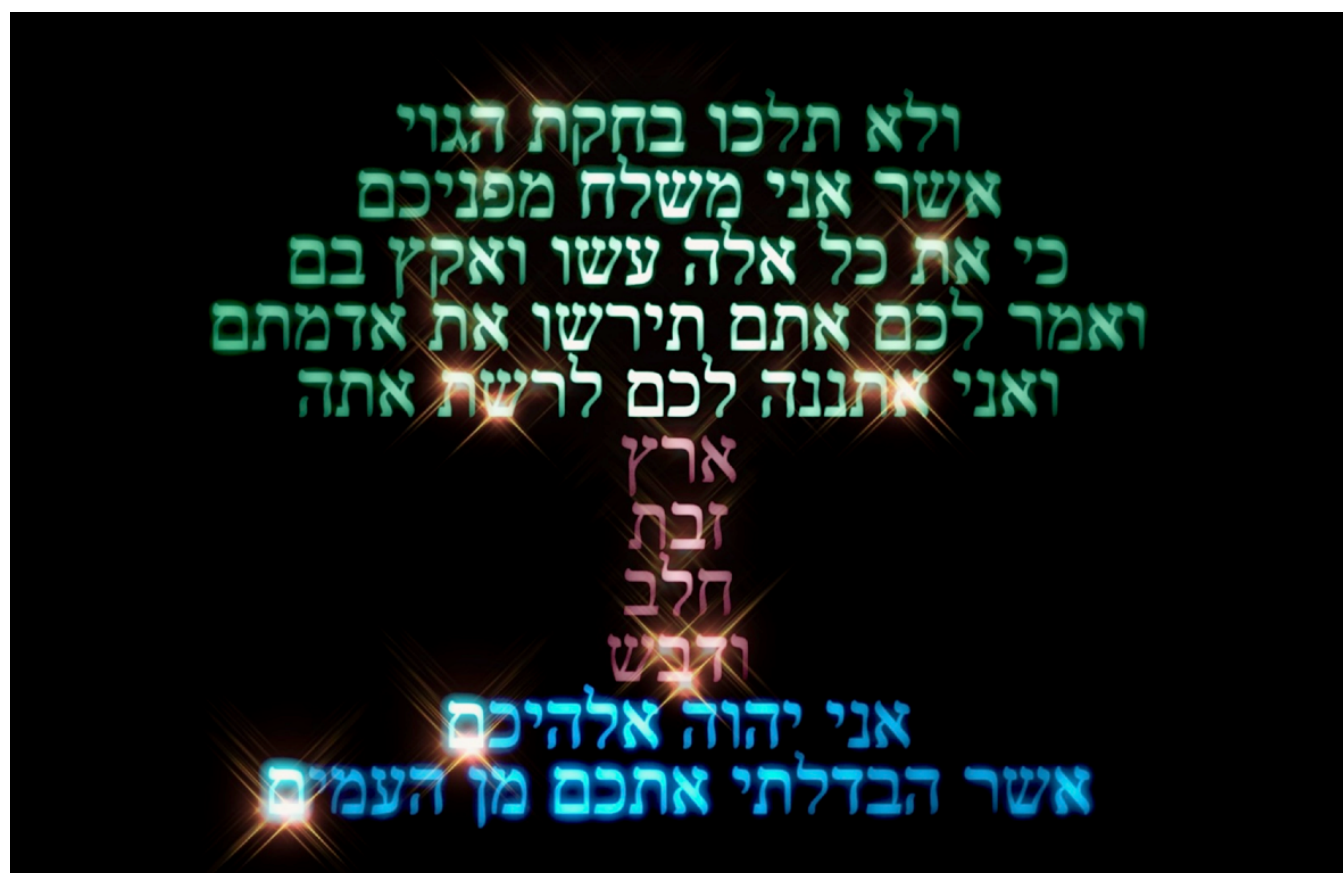 ולא תלכו בחקת הגוי
אשר אני משלח מפניכם
כי את כל אלה עשו ואקץ בם
ואמר לכם אתם תירשו את אדמתם
ואני אתננה לכם לרשת אתה
ארץ
זבת
חלב
ודבש
אני יהוה אלהיכם
אשר הבדלתי אתכם מן העמים